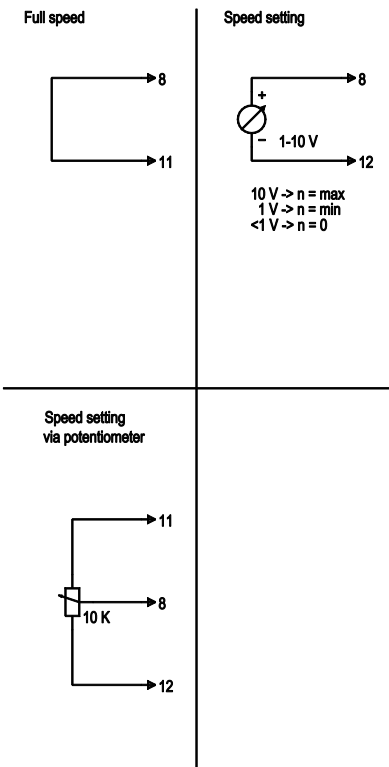 Full speed
8
11
Speed setting
8
+
–
1-10 V
12
10 V -> n = max
1 V -> n = min
<1 V -> n = 0
Speed setting
via potentiometer
11
8
10 K
12